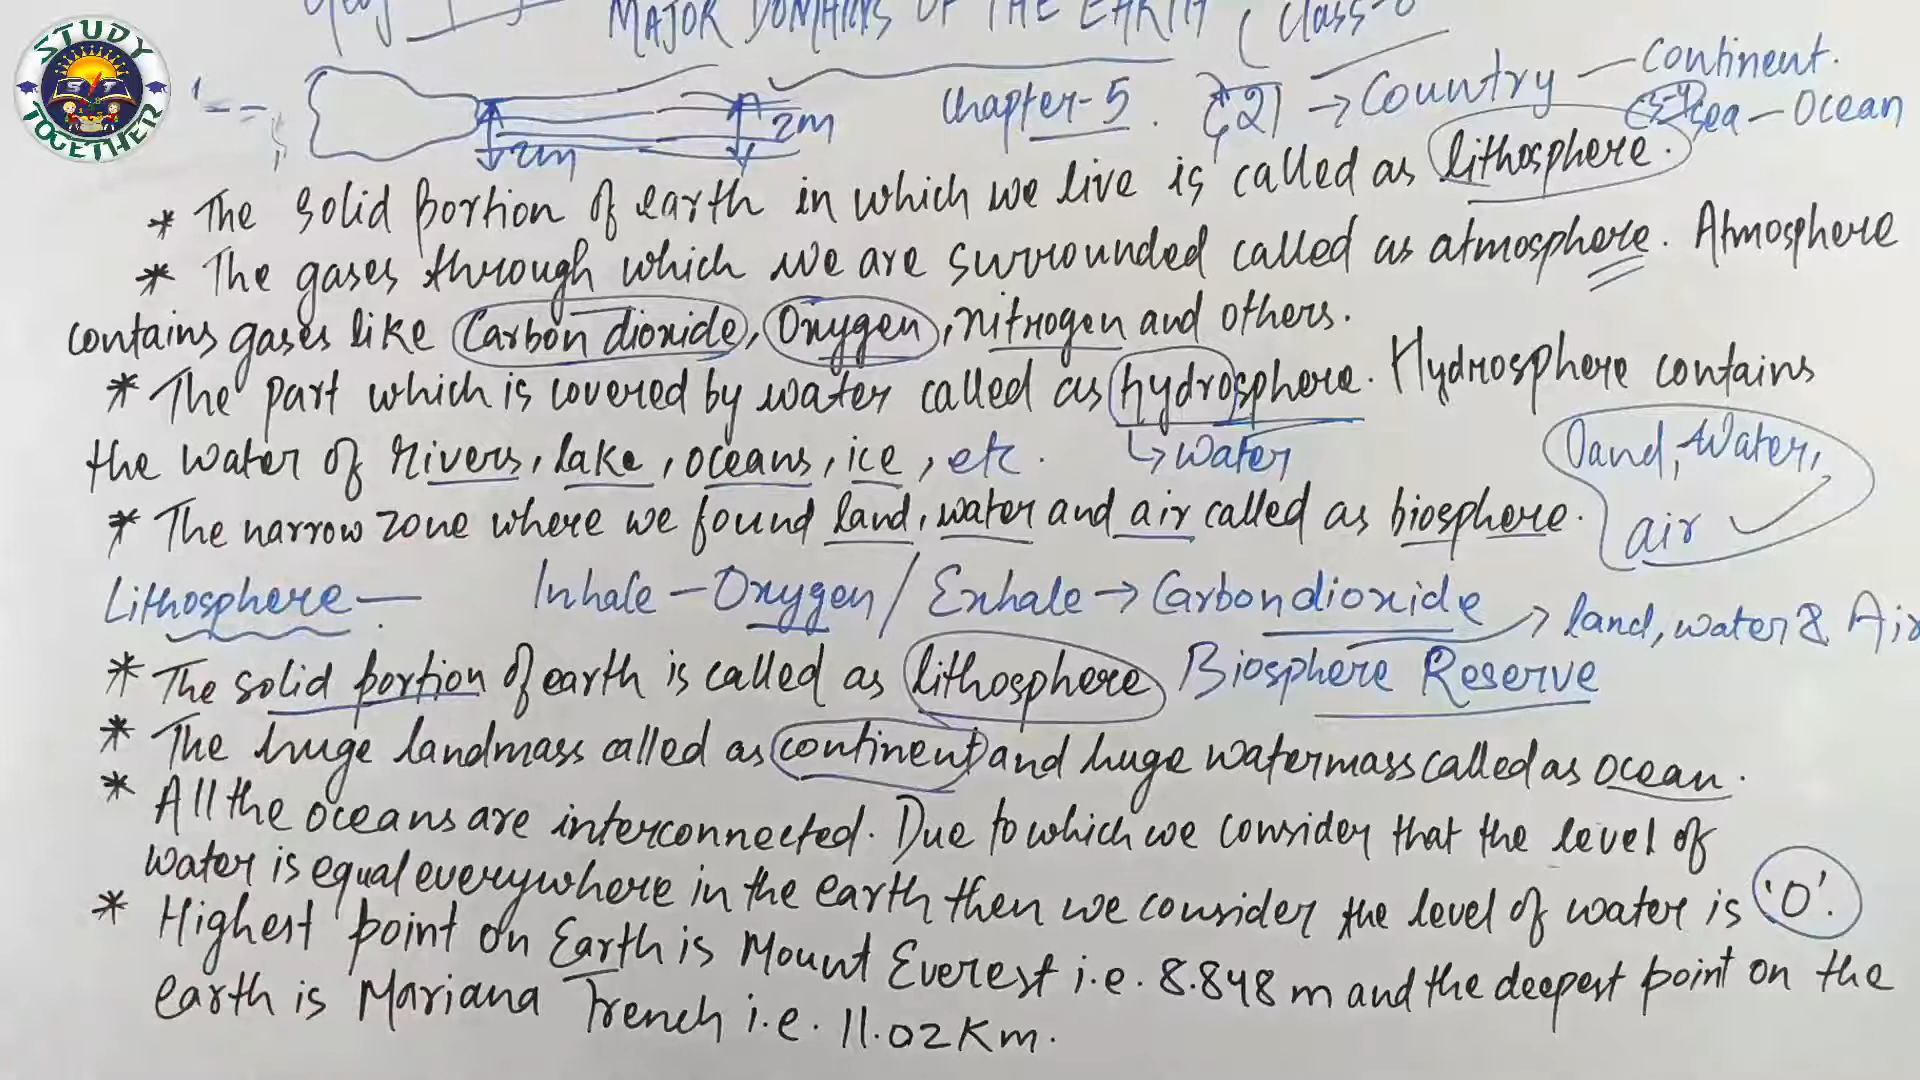 STUDY TOGETHER
ST
MAJOR DOMAINS OF THE EARTH (Class-6
Chapter-5. → Country — Continent.
Sea — Ocean
2m
2m
* The solid portion of earth in which we live is called as lithosphere.
* The gases through which we are surrounded called as atmosphere. Atmosphere
contains gases like Carbon dioxide, Oxygen, nitrogen and others.
* The part which is covered by water called as hydrosphere. Hydrosphere contains
the water of rivers, lake, oceans, ice, etc. ↳ water
Land, Water,
air
* The narrow zone where we found land, water and air called as biosphere.
Lithosphere — Inhale – Oxygen / Exhale → Carbondioxide
→ land, water & Air
* The solid portion of earth is called as lithosphere Biosphere Reserve
* The huge landmass called as continent and huge watermass called as ocean.
* All the oceans are interconnected. Due to which we consider that the level of
water is equal everywhere in the earth then we consider the level of water is '0'.
* Highest point on Earth is Mount Everest i.e. 8.848 m and the deepest point on the
earth is Mariana Trench i.e. 11.02 Km.